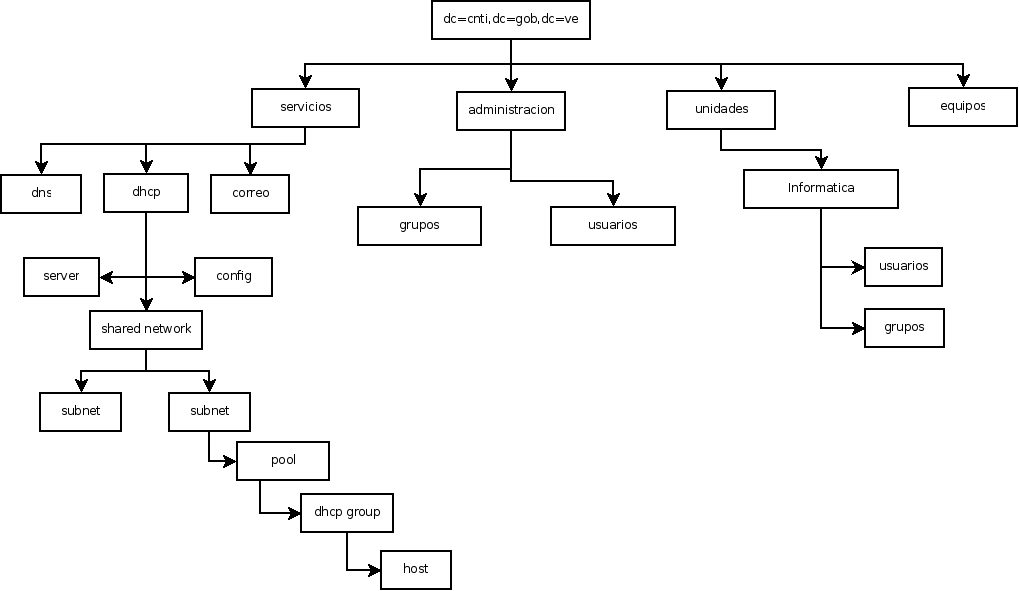 dc=cnti,dc=gob,dc=ve
servicios
administracion
unidades
equipos
dns
dhcp
correo
Informatica
grupos
usuarios
server
config
usuarios
shared network
grupos
subnet
subnet
pool
dhcp group
host